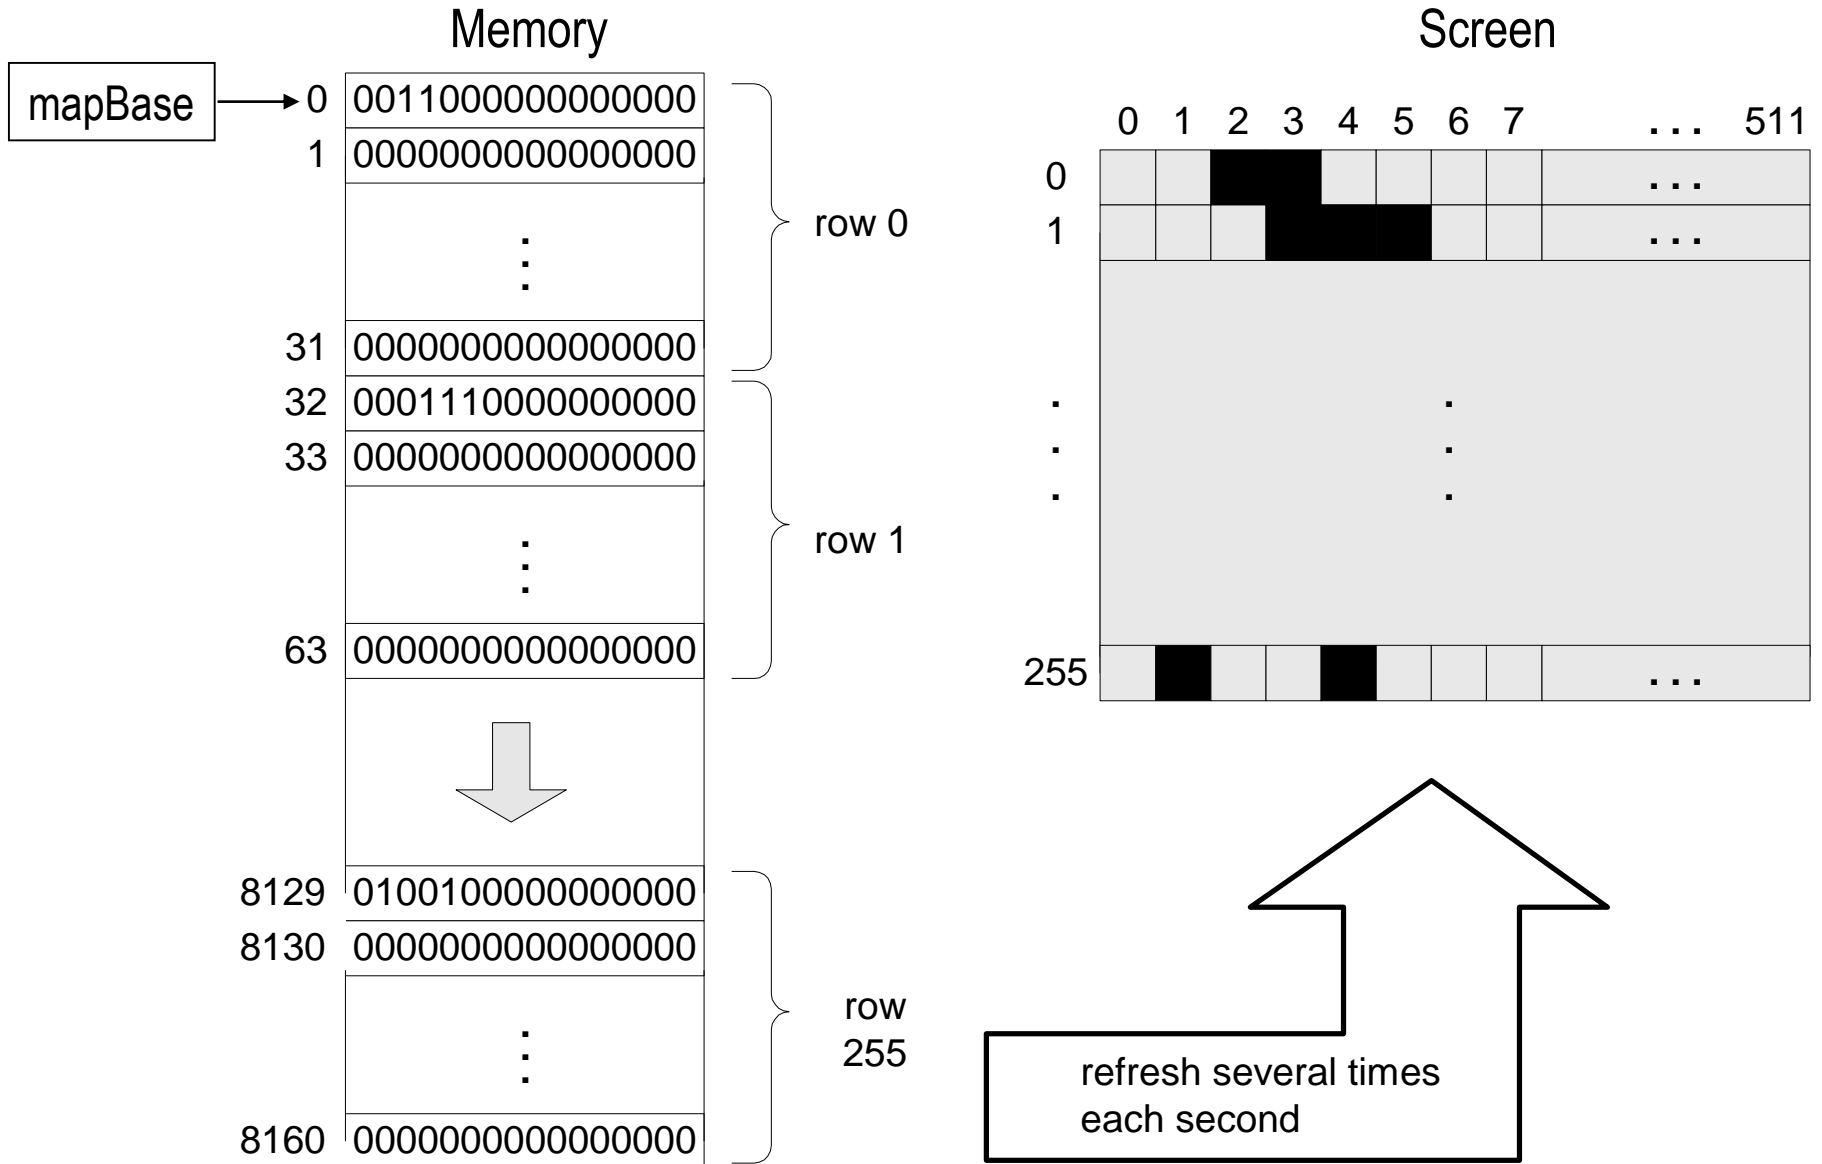 Memory
mapBase
0 0011000000000000
1 0000000000000000
.
.
.
row 0
31 0000000000000000
32 0001110000000000
33 0000000000000000
.
.
.
row 1
63 0000000000000000
8129 0100100000000000
8130 0000000000000000
.
.
.
row
255
8160 0000000000000000
Screen
0 1 2 3 4 5 6 7 . . . 511
0 . . .
1 . . .
. .
. .
. .
255 . . .
refresh several times
each second